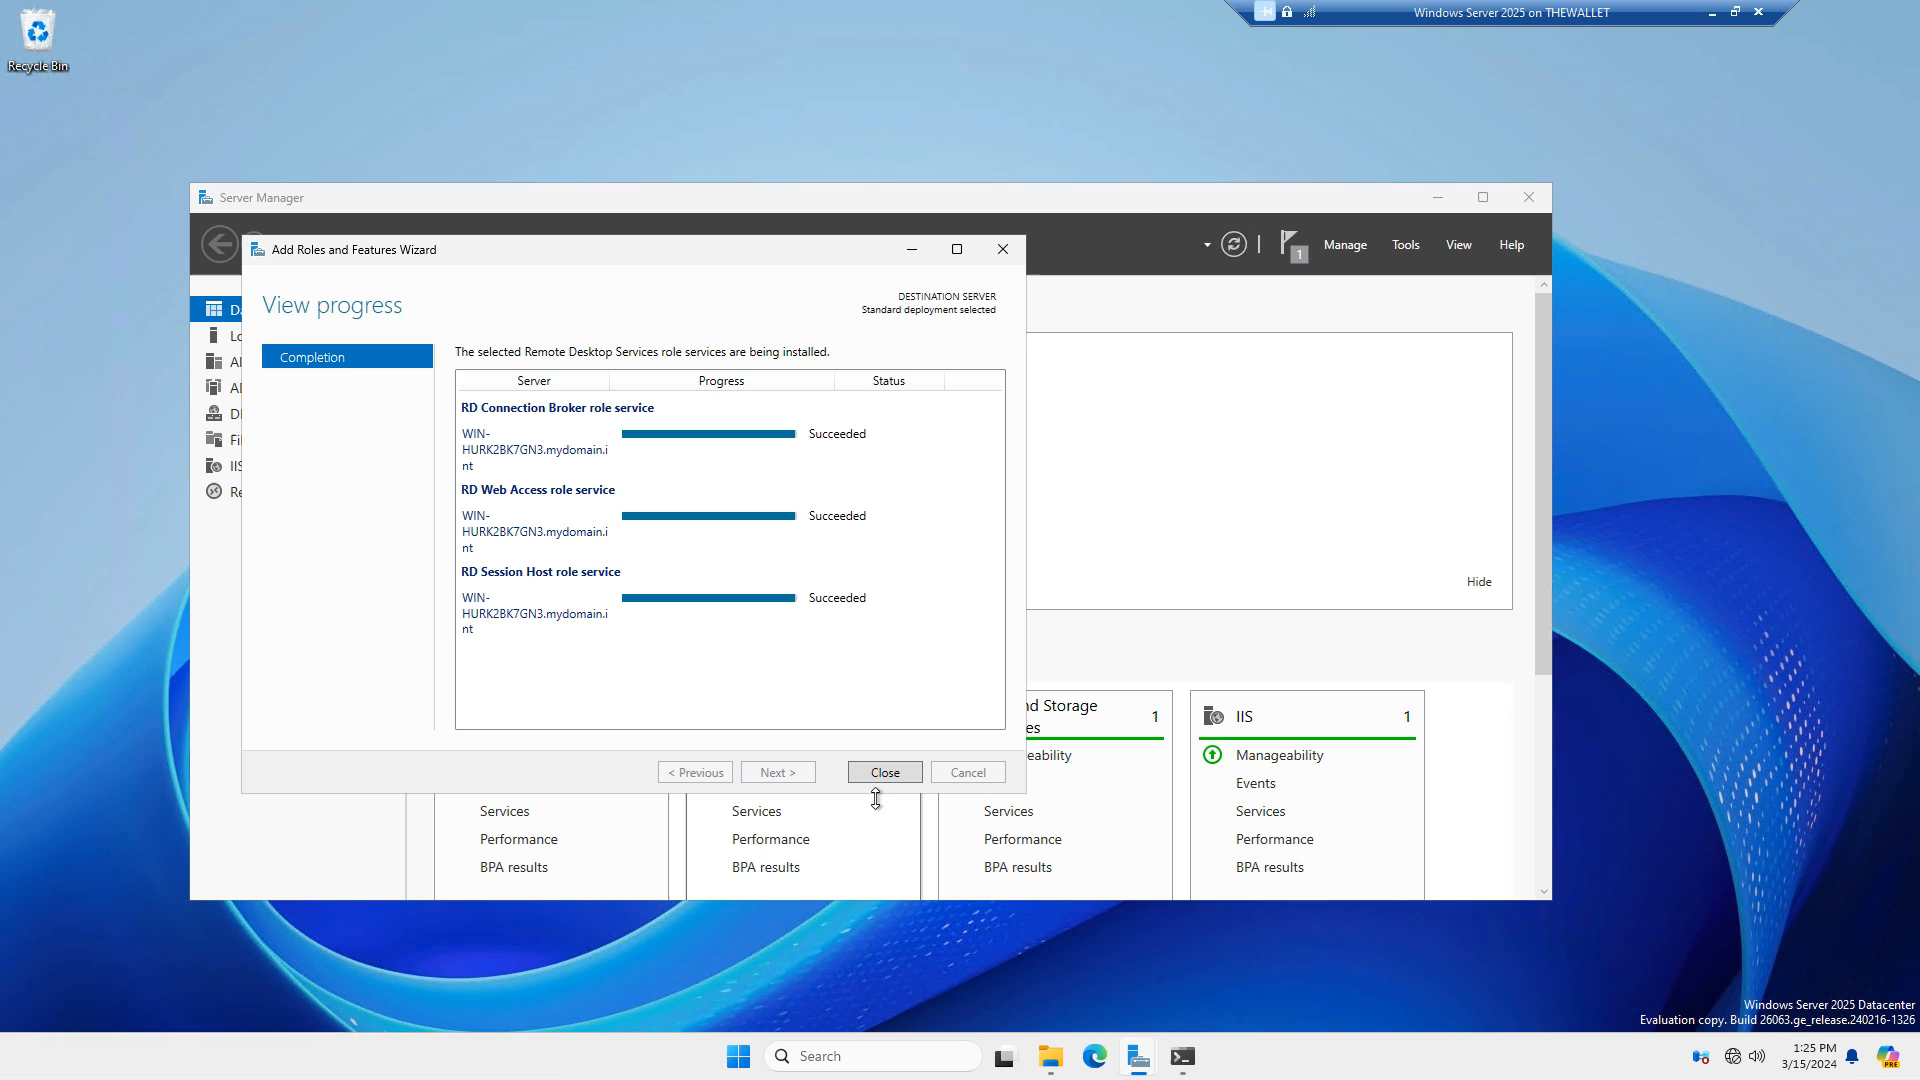 Recycle Bin
Windows Server 2025 on THEWALLET
Server Manager
1
Manage
Tools
View
Help
Add Roles and Features Wizard
View progress
DESTINATION SERVER
Standard deployment selected
Completion
The selected Remote Desktop Services role services are being installed.
Server
Progress
Status
RD Connection Broker role service
WIN-
HURK2BK7GN3.mydomain.i
nt
Succeeded
RD Web Access role service
WIN-
HURK2BK7GN3.mydomain.i
nt
Succeeded
RD Session Host role service
WIN-
HURK2BK7GN3.mydomain.i
nt
Succeeded
< Previous
Next >
Close
Cancel
Hide
nd Storage
es
1
eability
IIS
1
Manageability
Events
Services
Services
Services
Services
Performance
Performance
Performance
Performance
BPA results
BPA results
BPA results
BPA results
Windows Server 2025 Datacenter
Evaluation copy. Build 26063.ge_release.240216-1326
Search
1:25 PM
3/15/2024
PRE